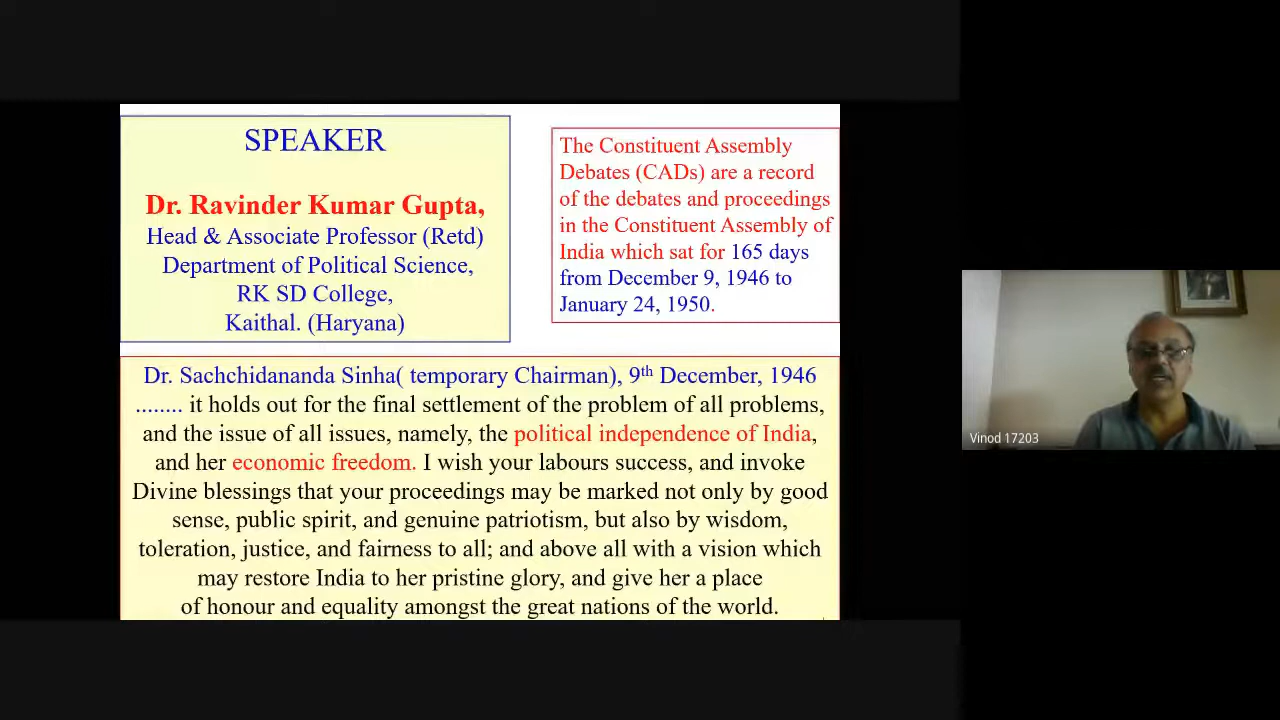 SPEAKER
Dr. Ravinder Kumar Gupta,
Head & Associate Professor (Retd)
Department of Political Science,
RK SD College,
Kaithal. (Haryana)
The Constituent Assembly
Debates (CADs) are a record
of the debates and proceedings
in the Constituent Assembly of
India which sat for 165 days
from December 9, 1946 to
January 24, 1950.
Dr. Sachchidananda Sinha( temporary Chairman), 9th December, 1946
........ it holds out for the final settlement of the problem of all problems,
and the issue of all issues, namely, the political independence of India,
and her economic freedom. I wish your labours success, and invoke
Divine blessings that your proceedings may be marked not only by good
sense, public spirit, and genuine patriotism, but also by wisdom,
toleration, justice, and fairness to all; and above all with a vision which
may restore India to her pristine glory, and give her a place
of honour and equality amongst the great nations of the world.
Vinod 17203